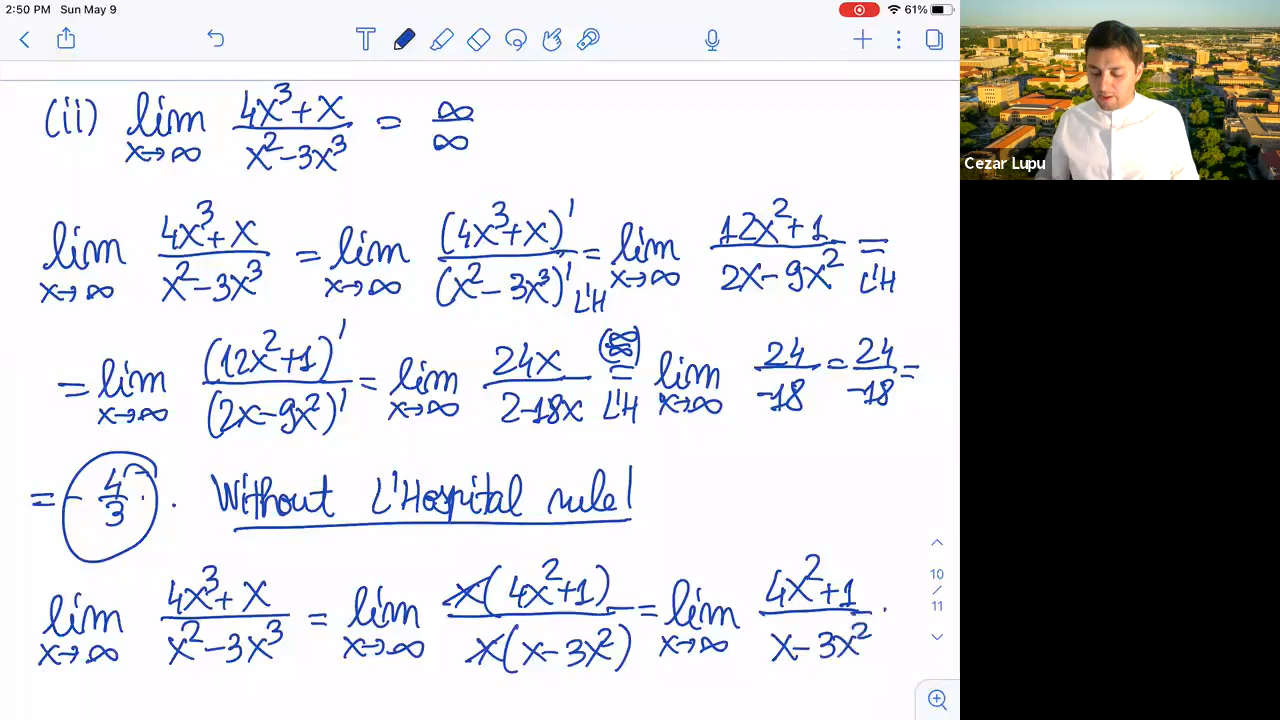 2:50 PM Sun May 9 61%
Cezar Lupu
(ii) lim x→∞ (4x³+x)/(x²-3x³) = ∞/∞
lim x→∞ (4x³+x)/(x²-3x³) = lim x→∞ (4x³+x)'/(x²-3x³)' = L'H lim x→∞ (12x²+1)/(2x-9x²) = L'H
= lim x→∞ (12x²+1)'/(2x-9x²)' = lim x→∞ 24x/(2-18x) (∞/∞) = L'H lim x→∞ 24/-18 = 24/-18 =
= -4/3 . Without L'Hospital rule!
lim x→∞ (4x³+x)/(x²-3x³) = lim x→∞ x(4x²+1)/x(x-3x²) = lim x→∞ (4x²+1)/(x-3x²) .
10
/
11